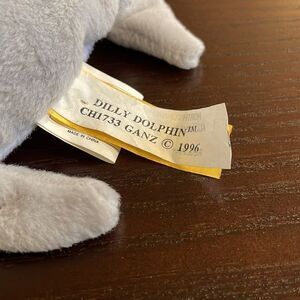 DILLY DOLPHIN™
CH1733 GANZ © 1996
MADE IN CHINA